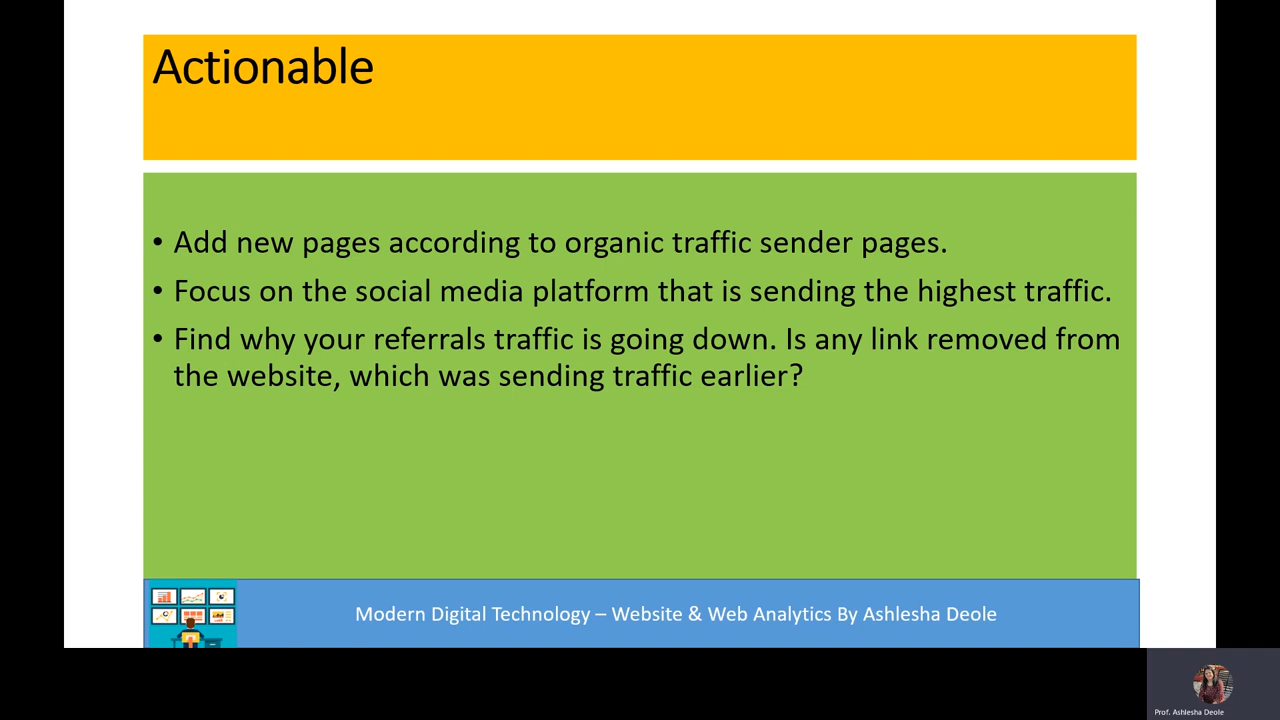 Actionable
• Add new pages according to organic traffic sender pages.
• Focus on the social media platform that is sending the highest traffic.
• Find why your referrals traffic is going down. Is any link removed from
the website, which was sending traffic earlier?
Modern Digital Technology – Website & Web Analytics By Ashlesha Deole
Prof. Ashlesha Deole